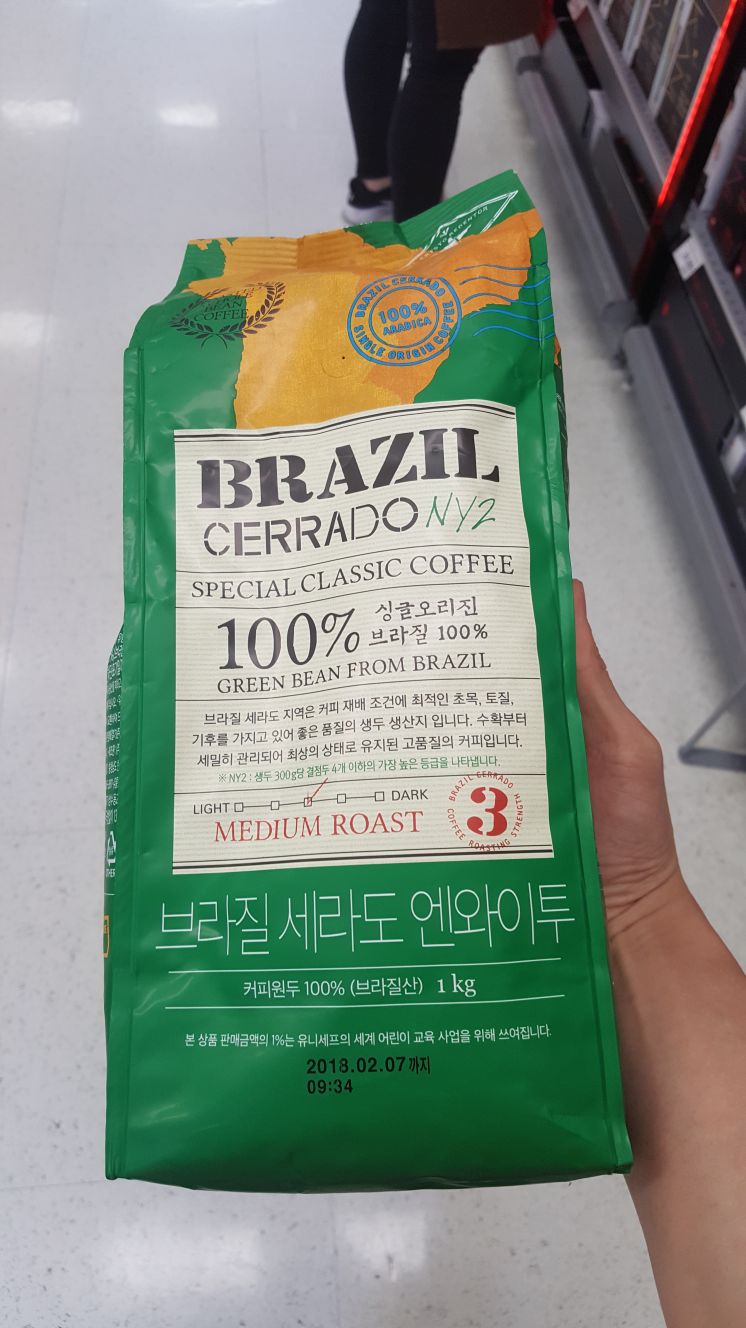 BEAN
COFFEE
BRAZIL CERRADO
100%
ARABICA
SINGLE ORIGIN COFFEE
BRAZIL
CERRADO NY2
SPECIAL CLASSIC COFFEE
100% 싱글오리진
브라질 100%
GREEN BEAN FROM BRAZIL
브라질 세라도 지역은 커피 재배 조건에 최적인 초목, 토질,
기후를 가지고 있어 좋은 품질의 생두 생산지 입니다. 수확부터
세밀히 관리되어 최상의 상태로 유지된 고품질의 커피입니다.
※ NY2 : 생두 300g당 결점두 4개 이하의 가장 높은 등급을 나타냅니다.
LIGHT DARK
MEDIUM ROAST
BRAZIL CERRADO
3
COFFEE ROASTING STRENGTH
브라질 세라도 엔와이투
커피원두 100% (브라질산) 1 kg
본 상품 판매금액의 1%는 유니세프의 세계 어린이 교육 사업을 위해 쓰여집니다.
2018.02.07까지
09:34
OTHER